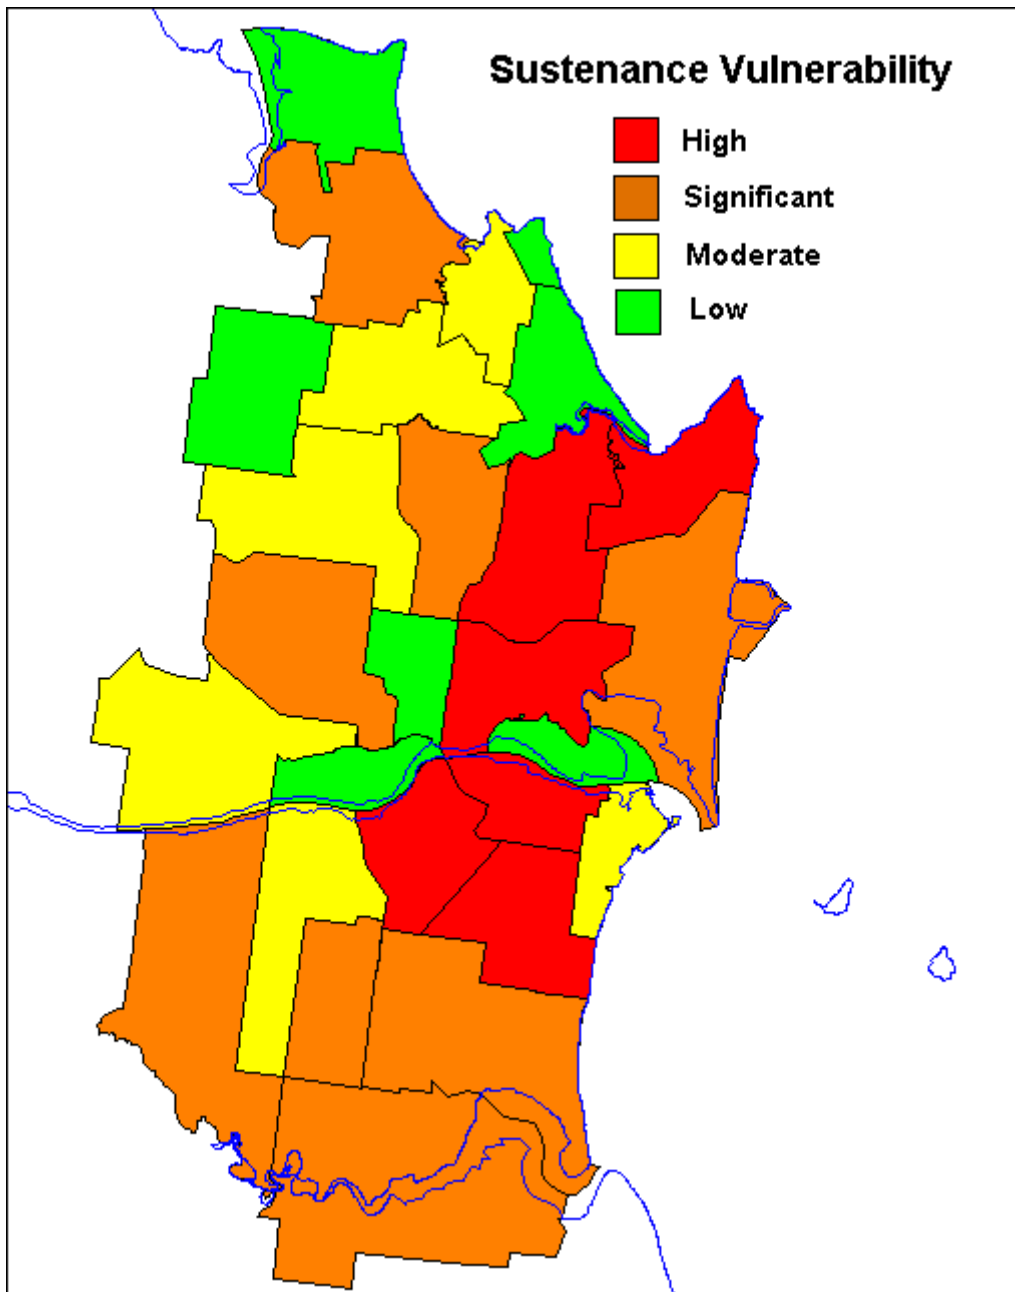 Sustenance Vulnerability
High
Significant
Moderate
Low